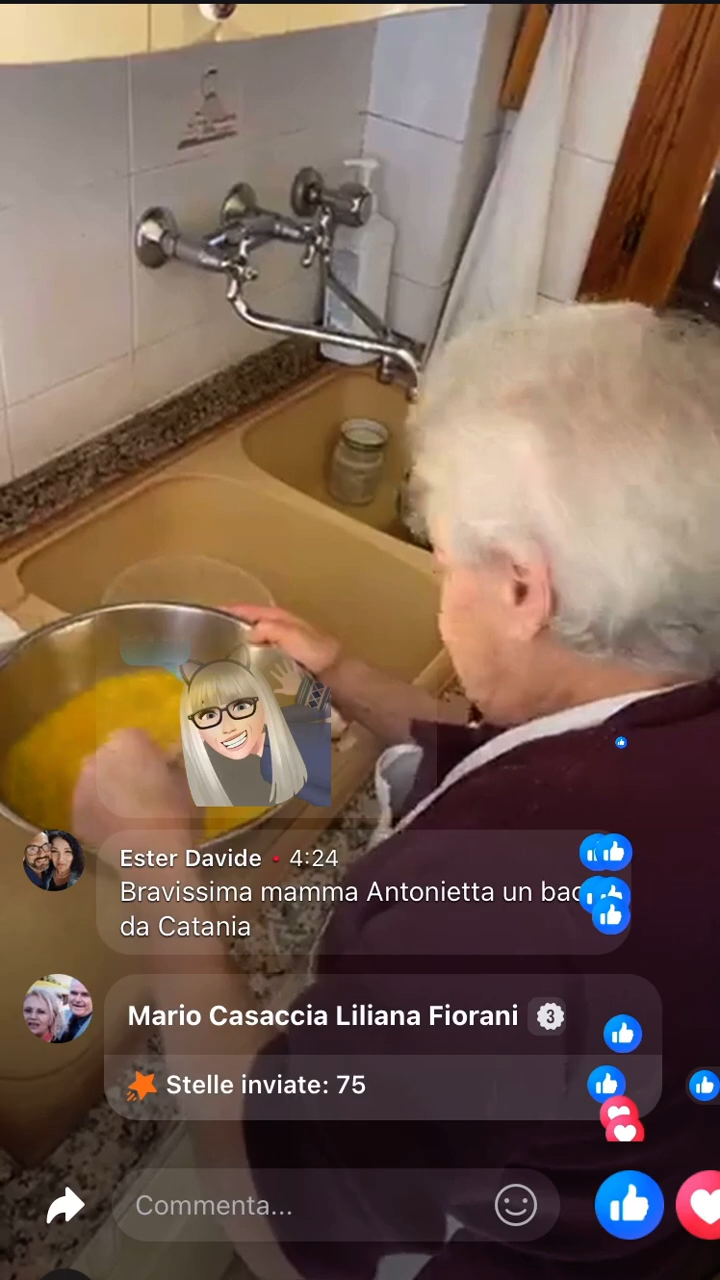 Ester Davide • 4:24
Bravissima mamma Antonietta un
da Catania
Mario Casaccia Liliana Fiorani 3
Stelle inviate: 75
Commenta...